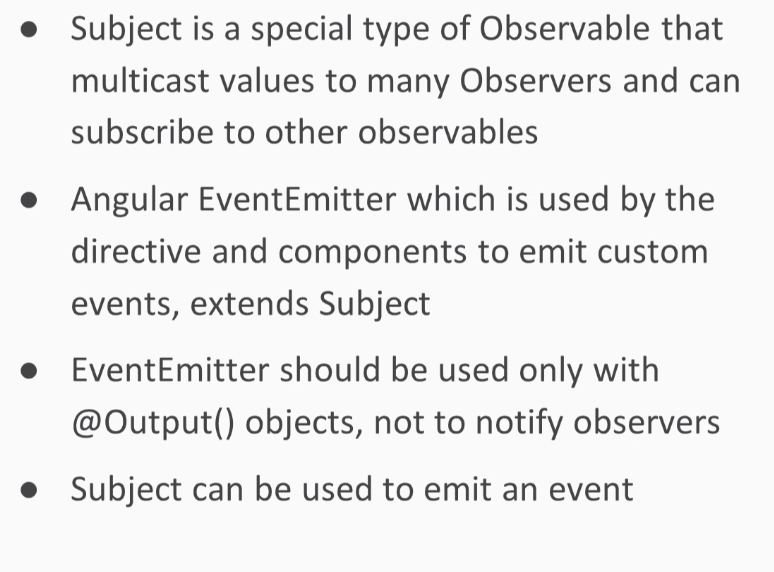 ● Subject is a special type of Observable that
multicast values to many Observers and can
subscribe to other observables
● Angular EventEmitter which is used by the
directive and components to emit custom
events, extends Subject
● EventEmitter should be used only with
@Output() objects, not to notify observers
● Subject can be used to emit an event